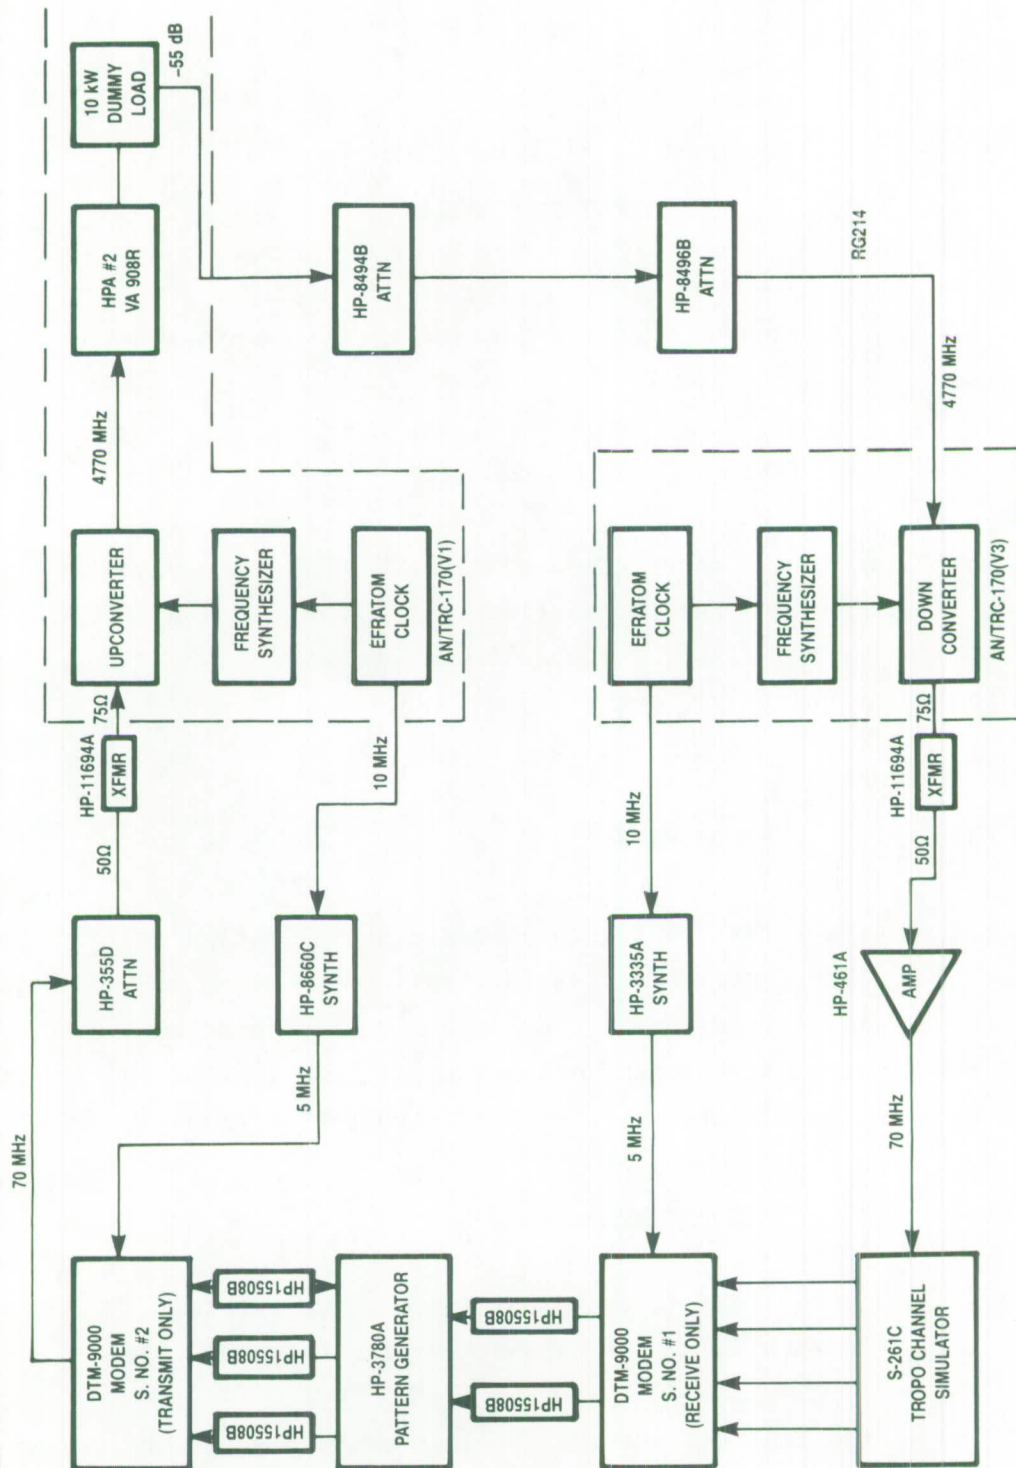 70 MHz
DTM-9000
MODEM
S. NO. #2
(TRANSMIT ONLY)
HP-355D
ATTN
50Ω
HP-11694A
XFMR
75Ω
UPCONVERTER
4770 MHz
HPA #2
VA 908R
10 kW
DUMMY
LOAD
-55 dB
FREQUENCY
SYNTHESIZER
EFRATOM
CLOCK
AN/TRC-170(V1)
10 MHz
HP-8660C
SYNTH
5 MHz
HP15508B
HP15508B
HP15508B
HP-3780A
PATTERN GENERATOR
HP15508B
HP15508B
HP-8494B
ATTN
HP-8496B
ATTN
RG214
4770 MHz
EFRATOM
CLOCK
FREQUENCY
SYNTHESIZER
DOWN
CONVERTER
AN/TRC-170(V3)
10 MHz
HP-3335A
SYNTH
5 MHz
DTM-9000
MODEM
S. NO. #1
(RECEIVE ONLY)
75Ω
HP-11694A
XFMR
50Ω
HP-461A
AMP
70 MHz
S-261C
TROPO CHANNEL
SIMULATOR